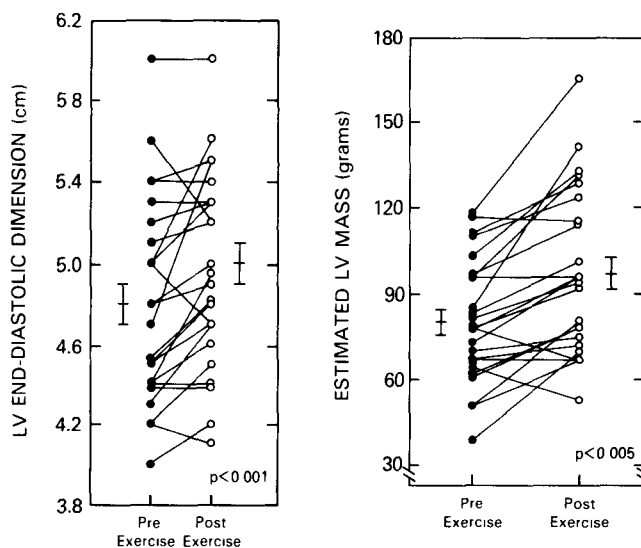 LV END-DIASTOLIC DIMENSION (cm)
6.2
5.8
5.4
5.0
4.6
4.2
3.8
p<0 001
Pre
Exercise
Post
Exercise
ESTIMATED LV MASS (grams)
180
150
120
90
60
30
p<0 005
Pre
Exercise
Post
Exercise